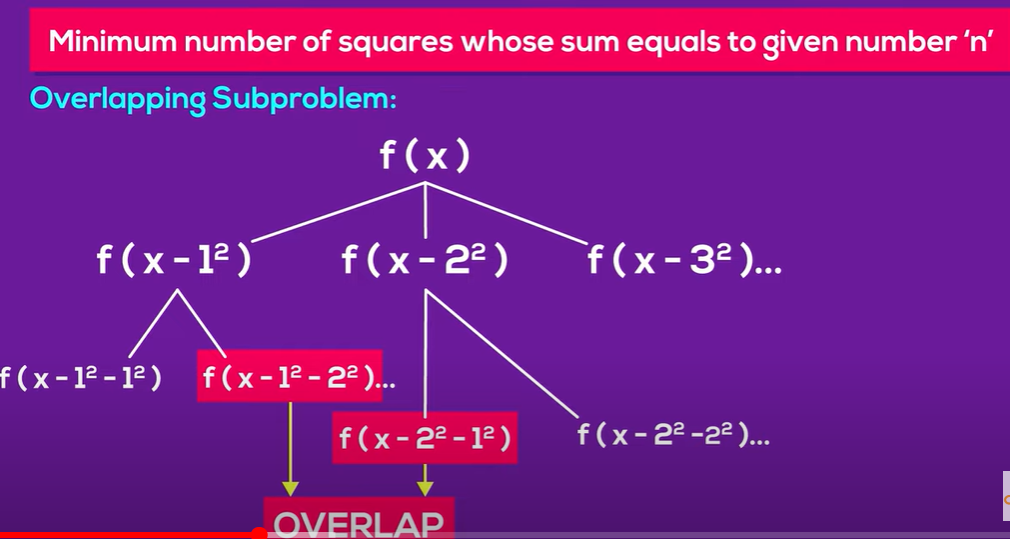 Minimum number of squares whose sum equals to given number 'n'
Overlapping Subproblem:
f ( x )
f ( x - 1² ) f ( x - 2² ) f ( x - 3² )...
f ( x - 1² - 1² ) f ( x - 1² - 2² )...
f ( x - 2² - 1² ) f ( x - 2² -2² )...
OVERLAP